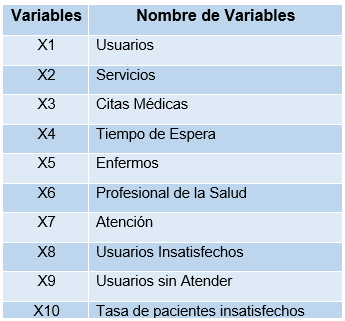 Variables Nombre de Variables
X1 Usuarios
X2 Servicios
X3 Citas Médicas
X4 Tiempo de Espera
X5 Enfermos
X6 Profesional de la Salud
X7 Atención
X8 Usuarios Insatisfechos
X9 Usuarios sin Atender
X10 Tasa de pacientes insatisfechos